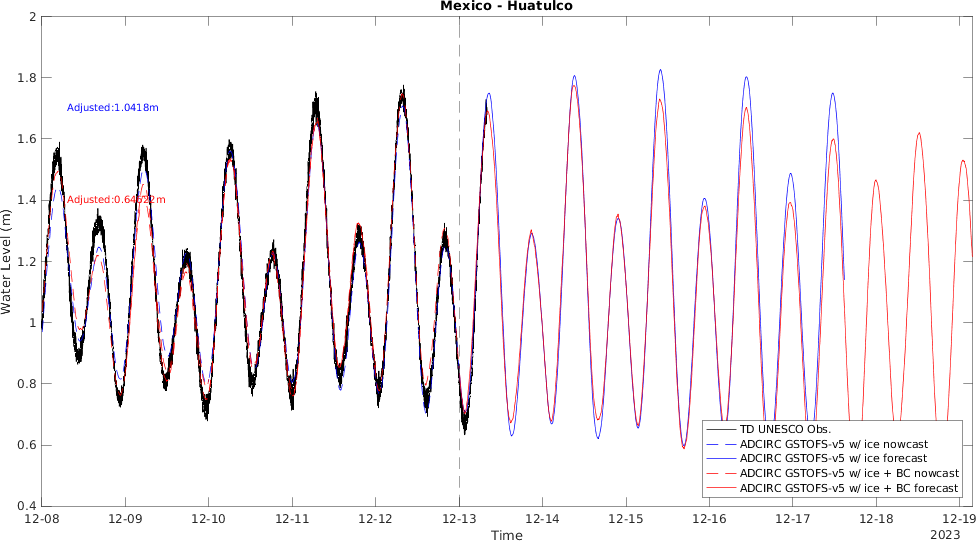 Mexico - Huatulco
2
1.8
1.6
1.4
1.2
1
0.8
0.6
0.4
Water Level (m)
Adjusted:1.0418m
TD UNESCO Obs.
ADCIRC GSTOFS-v5 w/ ice nowcast
ADCIRC GSTOFS-v5 w/ ice forecast
ADCIRC GSTOFS-v5 w/ ice + BC nowcast
ADCIRC GSTOFS-v5 w/ ice + BC forecast
12-08 12-09 12-10 12-11 12-12 12-13 12-14 12-15 12-16 12-17 12-18 12-19
Time
2023